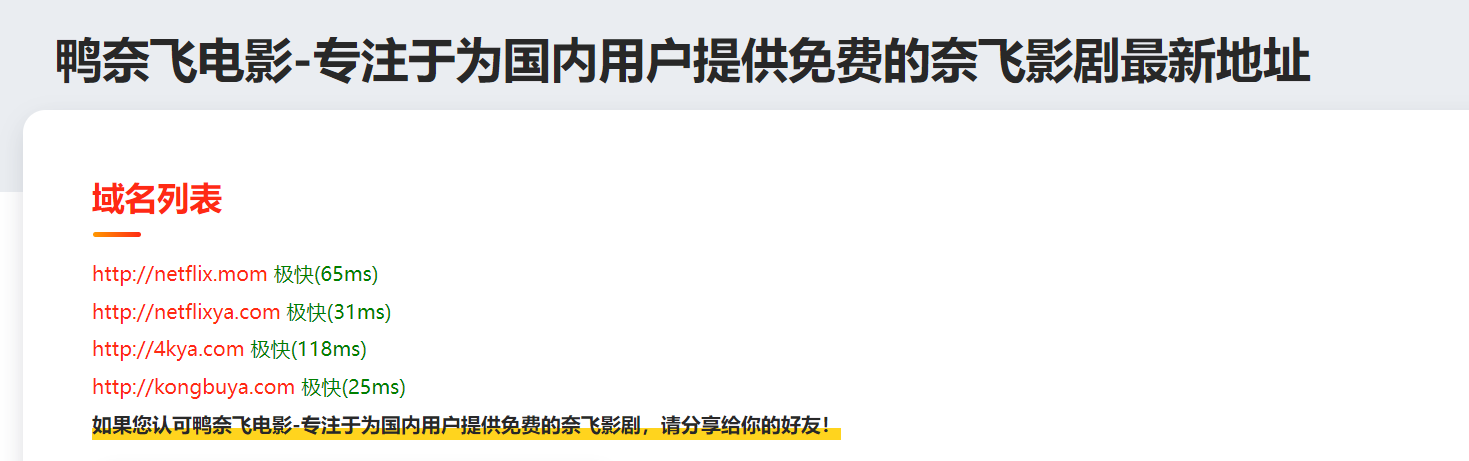 鸭奈飞电影-专注于为国内用户提供免费的奈飞影剧最新地址
域名列表
http://netflix.mom 极快(65ms)
http://netflixya.com 极快(31ms)
http://4kya.com 极快(118ms)
http://kongbuya.com 极快(25ms)
如果您认可鸭奈飞电影-专注于为国内用户提供免费的奈飞影剧，请分享给你的好友！